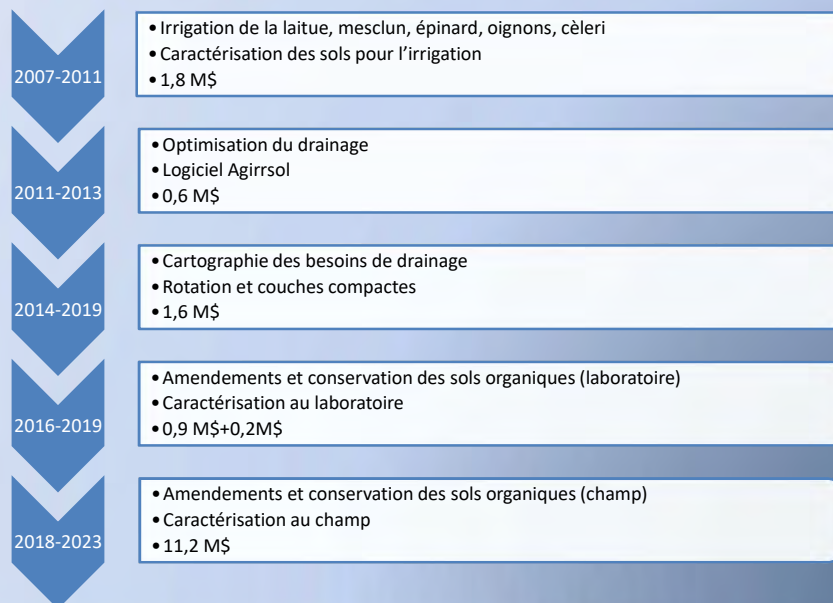 2007-2011
• Irrigation de la laitue, mesclun, épinard, oignons, cèleri
• Caractérisation des sols pour l’irrigation
• 1,8 M$
2011-2013
• Optimisation du drainage
• Logiciel Agirrsol
• 0,6 M$
2014-2019
• Cartographie des besoins de drainage
• Rotation et couches compactes
• 1,6 M$
2016-2019
• Amendements et conservation des sols organiques (laboratoire)
• Caractérisation au laboratoire
• 0,9 M$+0,2M$
2018-2023
• Amendements et conservation des sols organiques (champ)
• Caractérisation au champ
• 11,2 M$